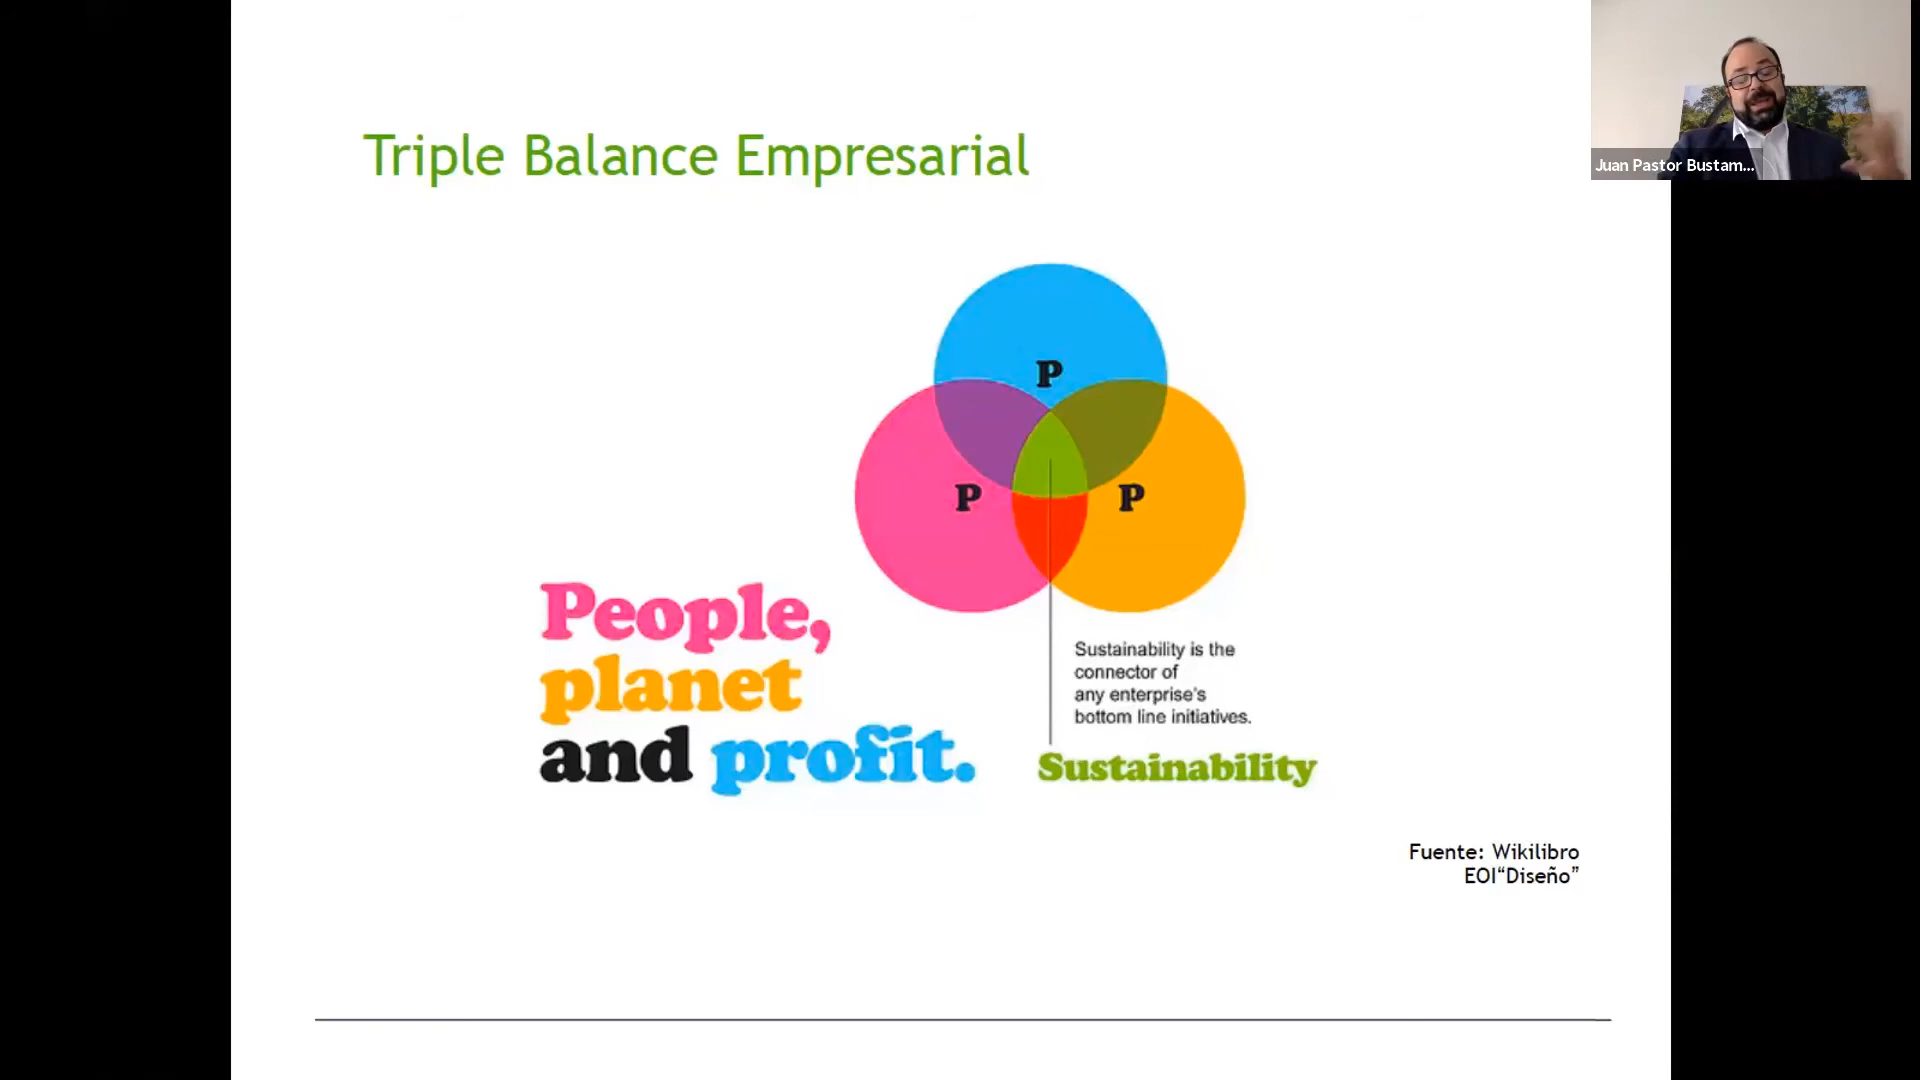 Triple Balance Empresarial
Juan Pastor Bustam...
P
P
P
People,
planet
and profit.
Sustainability is the
connector of
any enterprise's
bottom line initiatives.
Sustainability
Fuente: Wikilibro
EOI“Diseño”